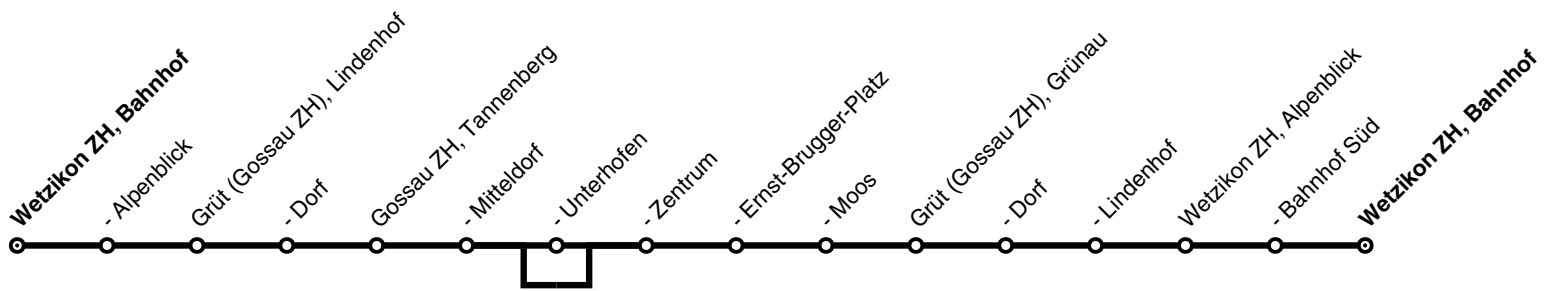 Wetzikon ZH, Bahnhof
- Alpenblick
Grüt (Gossau ZH), Lindenhof
- Dorf
Gossau ZH, Tannenberg
- Mitteldorf
- Unterhofen
- Zentrum
- Ernst-Brugger-Platz
- Moos
Grüt (Gossau ZH), Grünau
- Dorf
- Lindenhof
Wetzikon ZH, Alpenblick
- Bahnhof Süd
Wetzikon ZH, Bahnhof